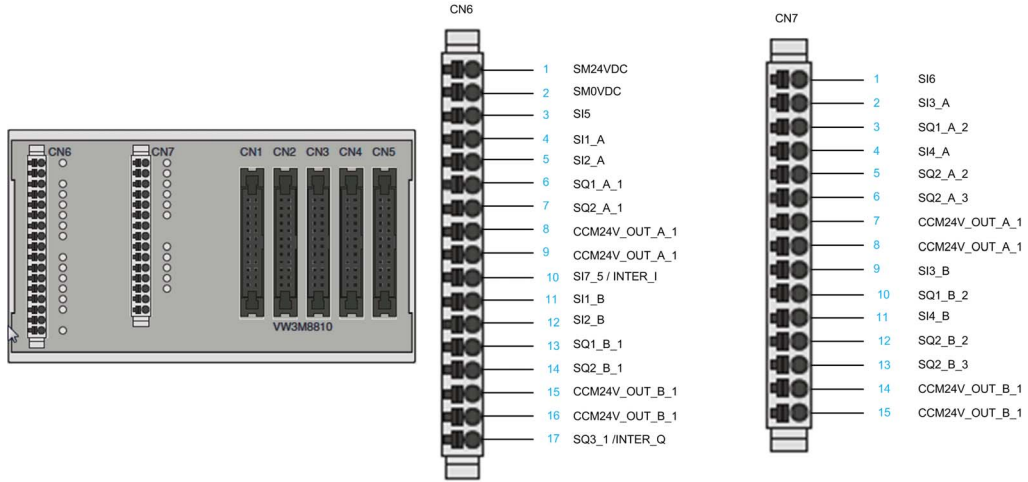 CN6
CN7
CN1 CN2 CN3 CN4 CN5
VW3M8810
CN6
1 SM24VDC
2 SM0VDC
3 SI5
4 SI1_A
5 SI2_A
6 SQ1_A_1
7 SQ2_A_1
8 CCM24V_OUT_A_1
9 CCM24V_OUT_A_1
10 SI7_5 / INTER_I
11 SI1_B
12 SI2_B
13 SQ1_B_1
14 SQ2_B_1
15 CCM24V_OUT_B_1
16 CCM24V_OUT_B_1
17 SQ3_1 /INTER_Q
CN7
1 SI6
2 SI3_A
3 SQ1_A_2
4 SI4_A
5 SQ2_A_2
6 SQ2_A_3
7 CCM24V_OUT_A_1
8 CCM24V_OUT_A_1
9 SI3_B
10 SQ1_B_2
11 SI4_B
12 SQ2_B_2
13 SQ2_B_3
14 CCM24V_OUT_B_1
15 CCM24V_OUT_B_1